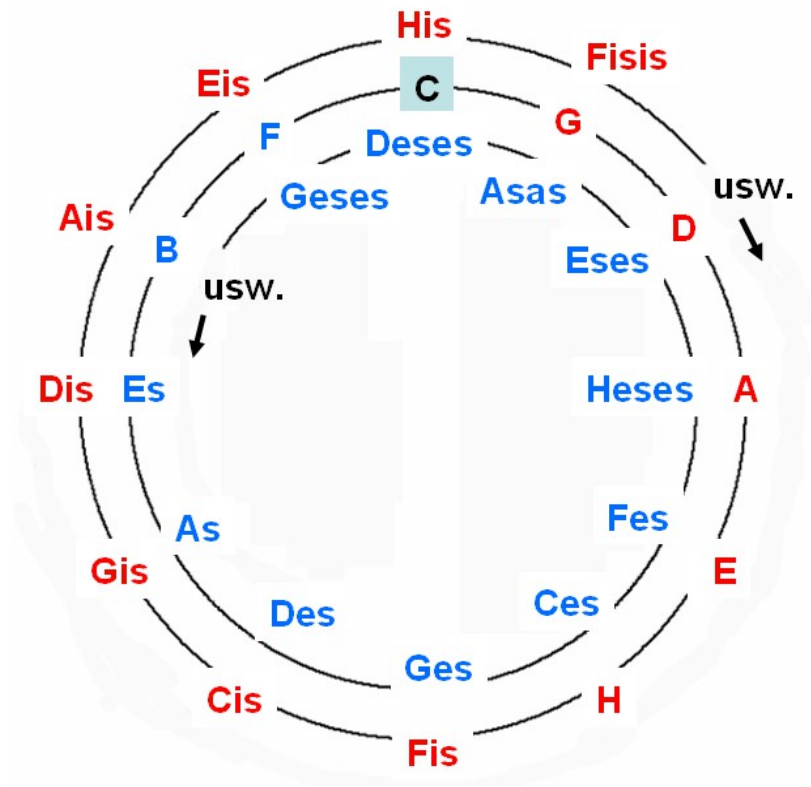 His
Fisis
Eis
C
G
F
Deses
usw.
Geses
Asas
Ais
D
B
Eses
usw.
Dis
Es
Heses
A
Fes
As
Gis
E
Ces
Des
Ges
Cis
H
Fis